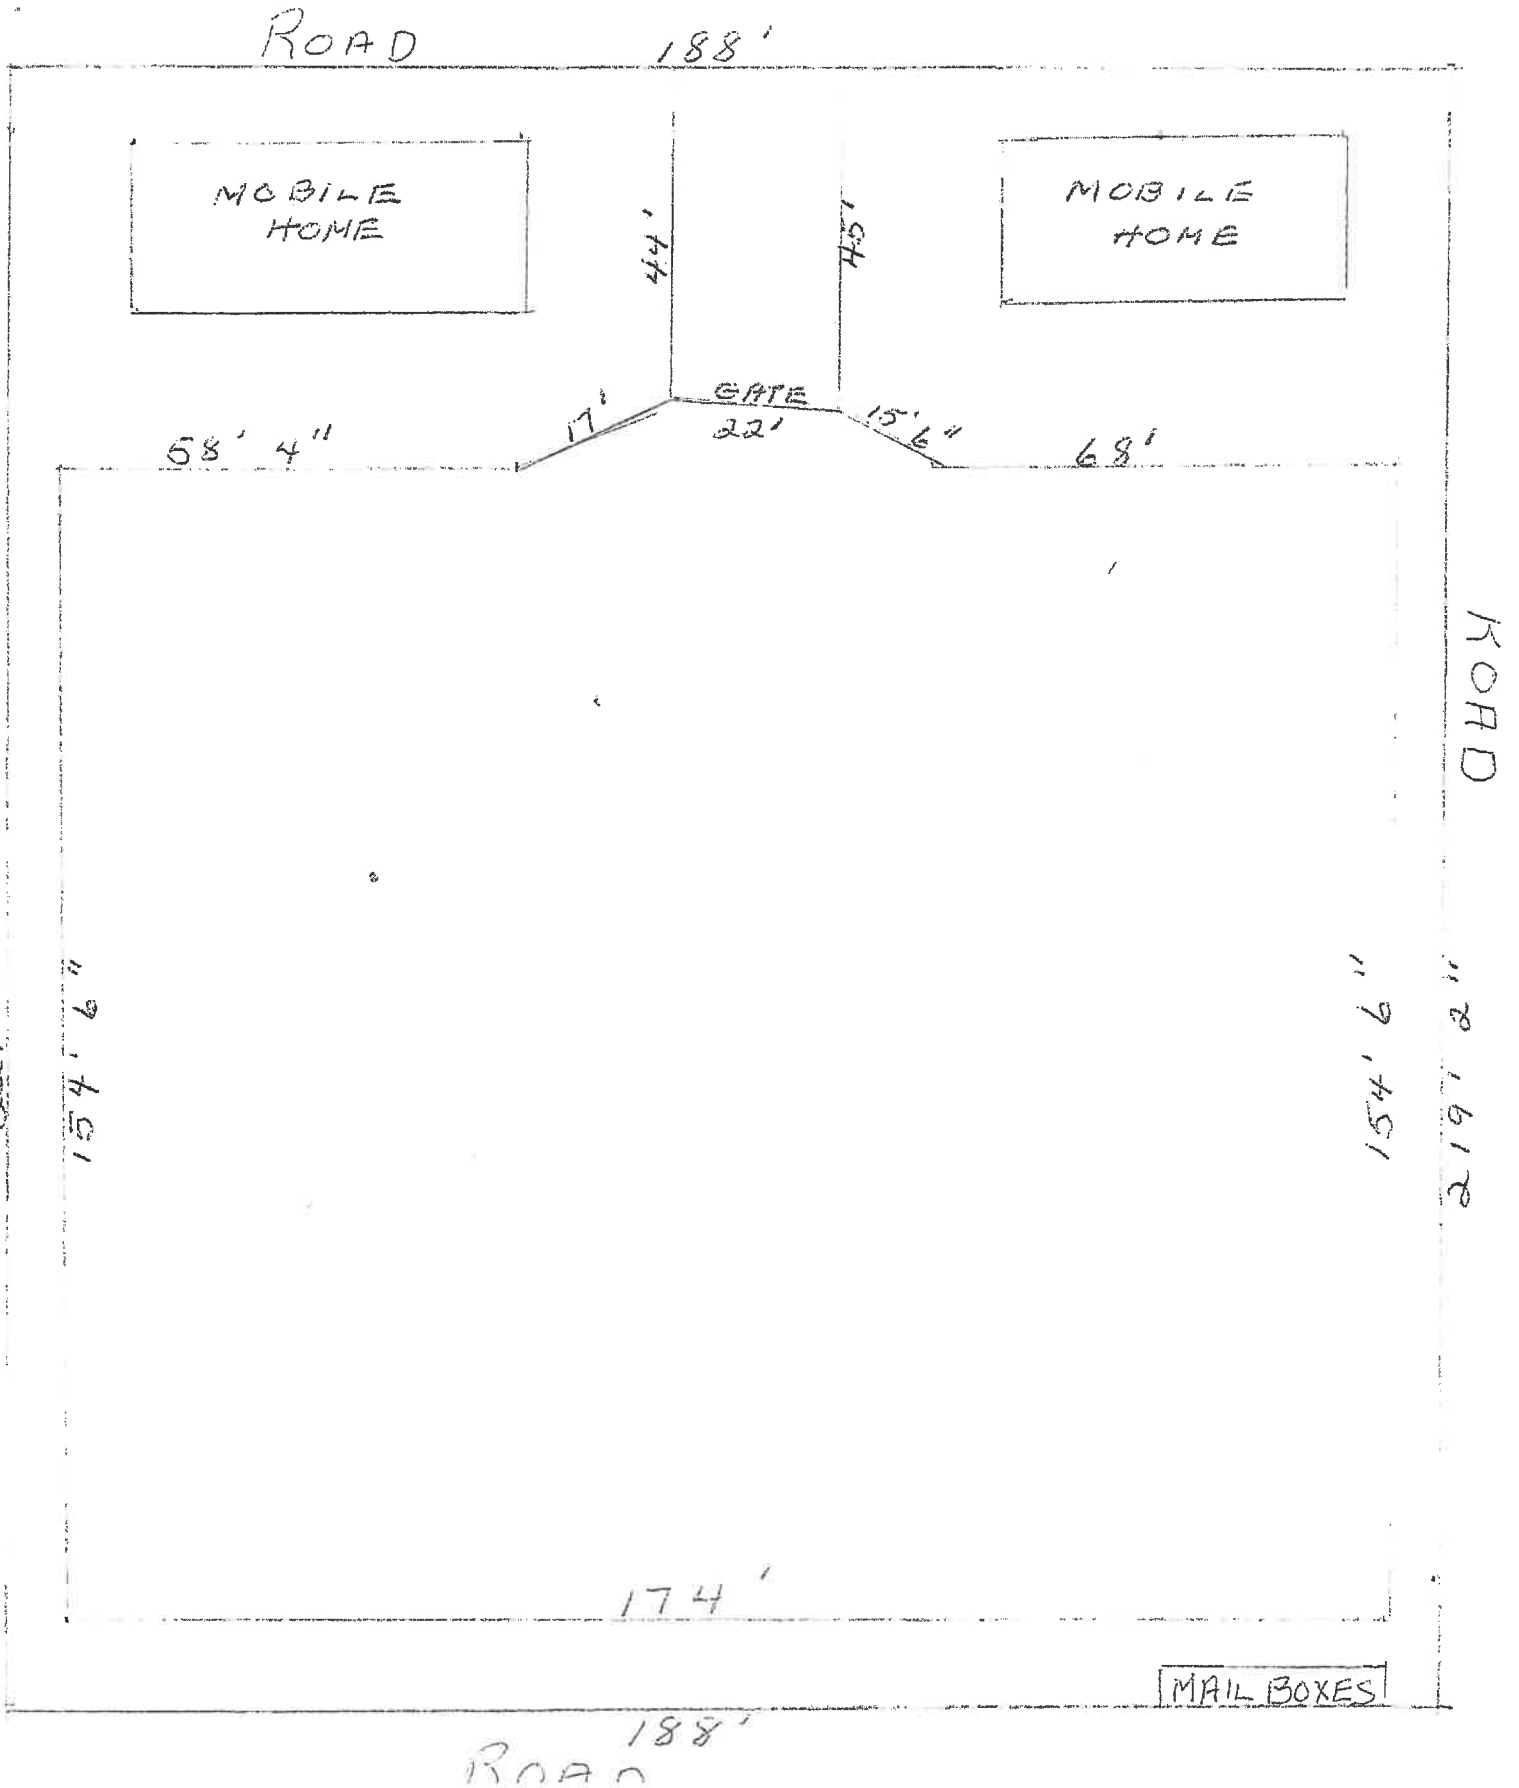 ROAD 188'
MOBILE
HOME
44'
45'
MOBILE
HOME
58' 4"
17'
GATE
22'
15' 6"
68'
ROAD
154' 6"
154' 6"
219' 2"
174'
MAIL BOXES
188'
ROAD